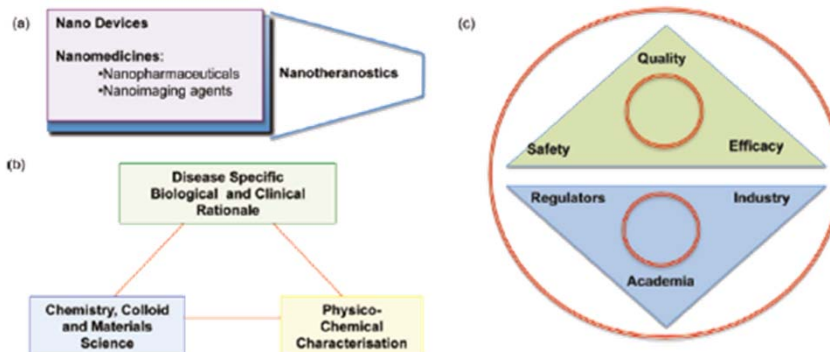 (a)
Nano Devices
Nanomedicines:
•Nanopharmaceuticals
•Nanoimaging agents
Nanotheranostics
(b)
Disease Specific
Biological and Clinical
Rationale
Chemistry, Colloid
and Materials
Science
Physico-
Chemical
Characterisation
(c)
Quality
Safety
Efficacy
Regulators
Industry
Academia